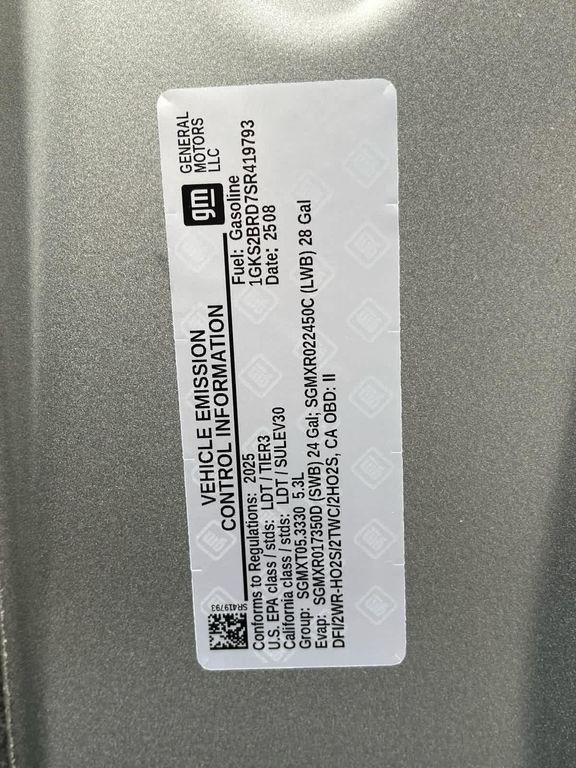 VEHICLE EMISSION
CONTROL INFORMATION
gm
GENERAL
MOTORS
LLC
SR419793
Conforms to Regulations: 2025
Fuel: Gasoline
U.S. EPA class / stds: LDT / TIER3
1GKS2BRD7SR419793
California class / stds: LDT / SULEV30
Date: 2508
Group: SGMXT05.3330 5.3L
Evap: SGMXR017350D (SWB) 24 Gal; SGMXR022450C (LWB) 28 Gal
DFI/2WR-HO2S/2TWC/2HO2S, CA OBD: II